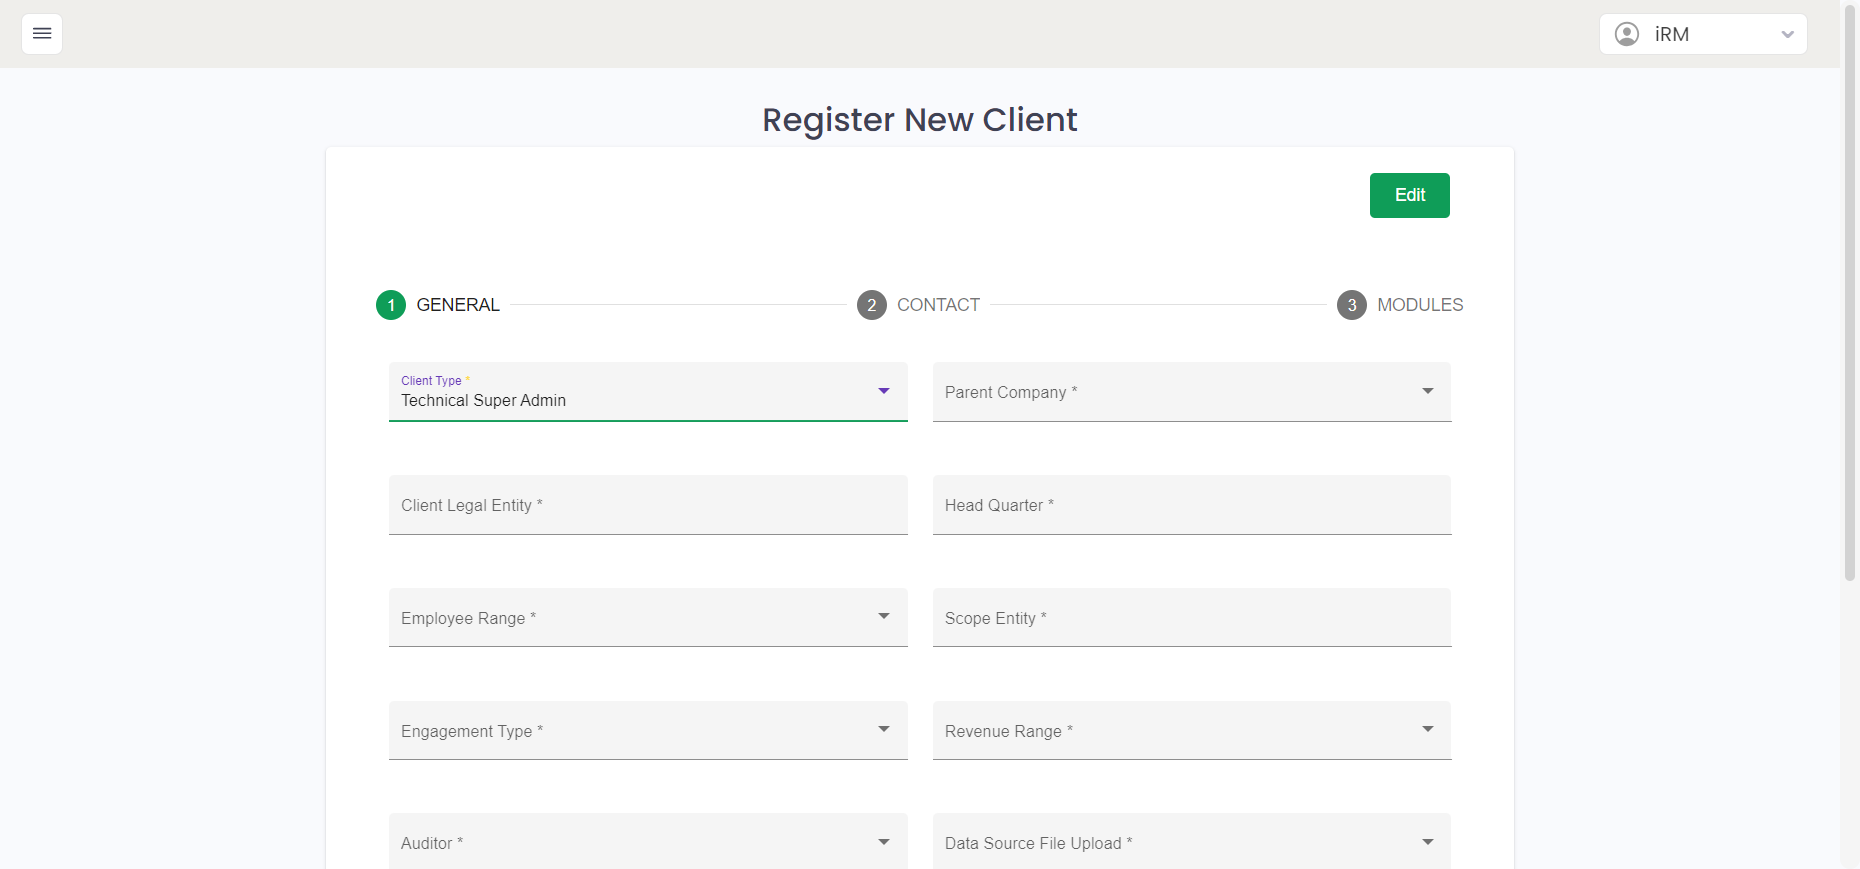 iRM
Register New Client
Edit
1 GENERAL
2 CONTACT
3 MODULES
Client Type *
Technical Super Admin
Parent Company *
Client Legal Entity *
Head Quarter *
Employee Range *
Scope Entity *
Engagement Type *
Revenue Range *
Auditor *
Data Source File Upload *